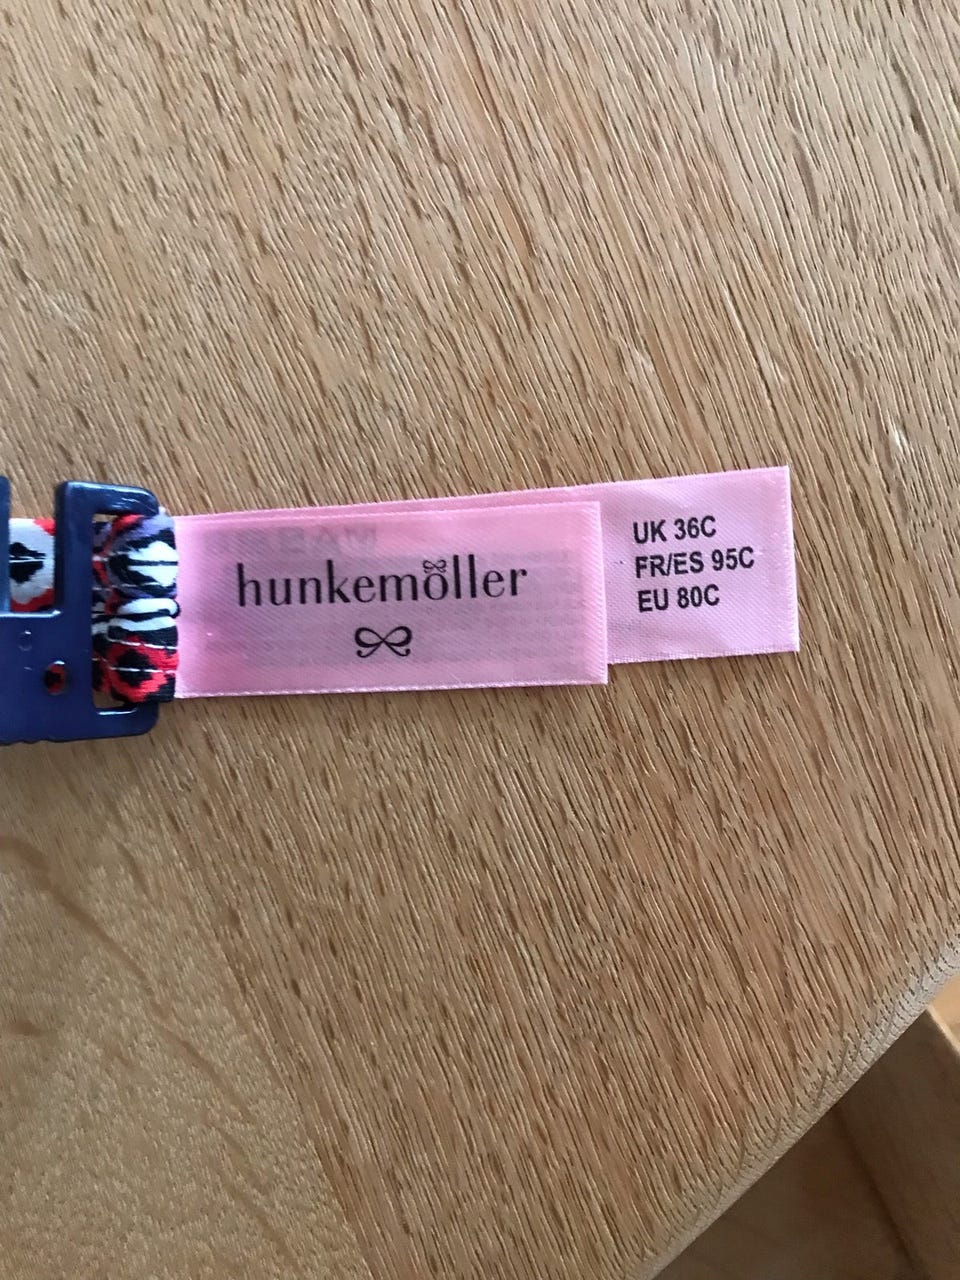 hunkemöller
UK 36C
FR/ES 95C
EU 80C